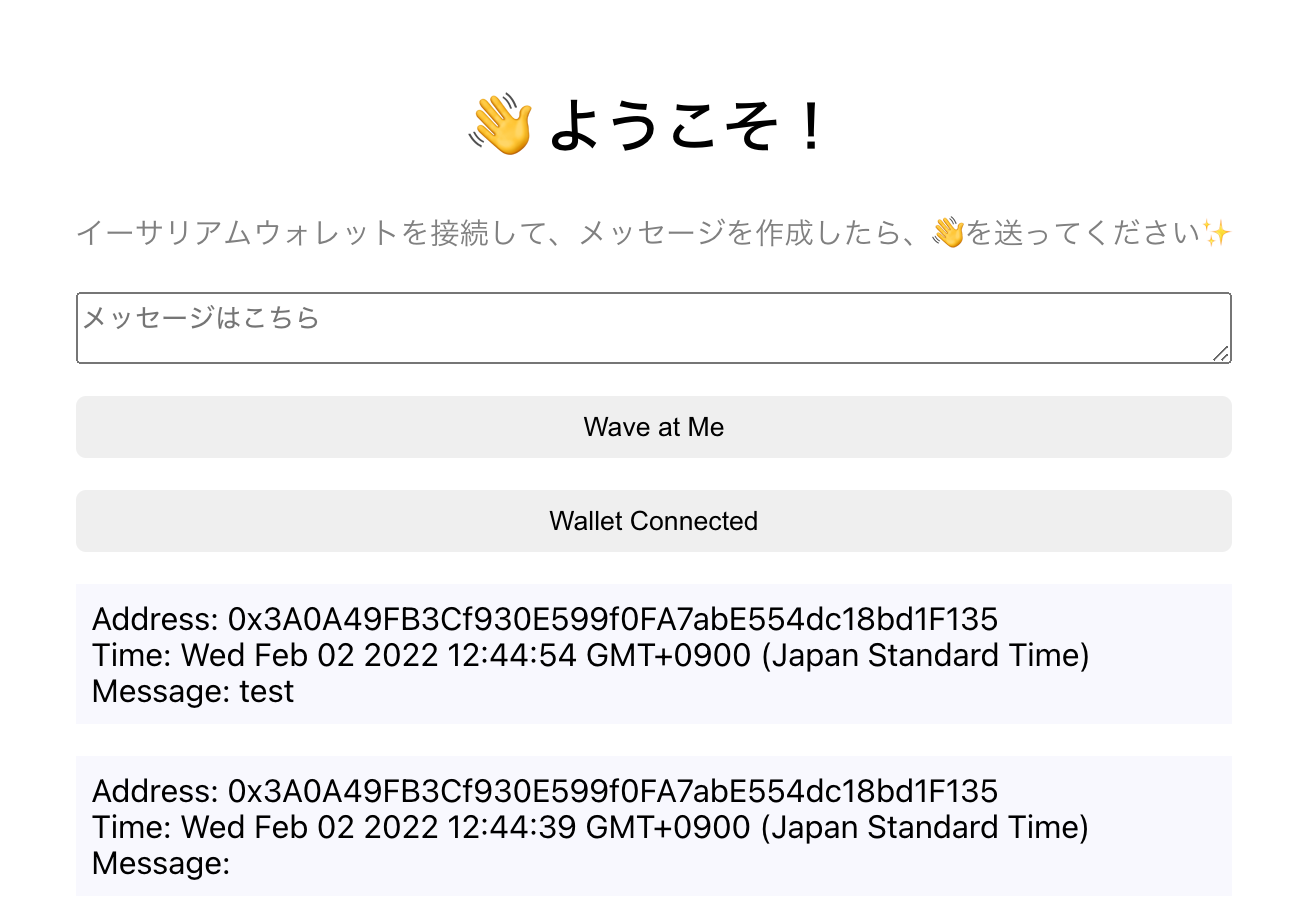 👋 ようこそ！
イーサリアムウォレットを接続して、メッセージを作成したら、👋を送ってください✨
メッセージはこちら
Wave at Me
Wallet Connected
Address: 0x3A0A49FB3Cf930E599f0FA7abE554dc18bd1F135
Time: Wed Feb 02 2022 12:44:54 GMT+0900 (Japan Standard Time)
Message: test
Address: 0x3A0A49FB3Cf930E599f0FA7abE554dc18bd1F135
Time: Wed Feb 02 2022 12:44:39 GMT+0900 (Japan Standard Time)
Message: